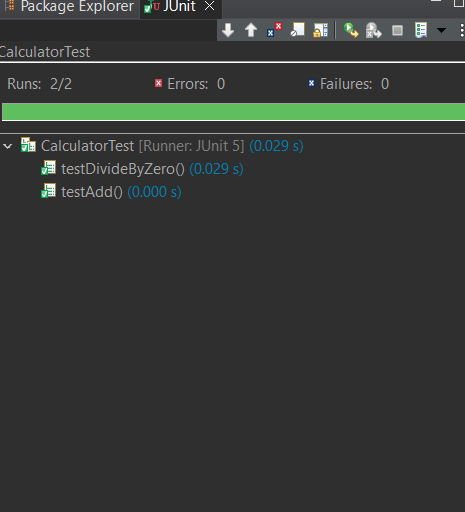 Package Explorer JUnit
CalculatorTest
Runs: 2/2 Errors: 0 Failures: 0
CalculatorTest [Runner: JUnit 5] (0.029 s)
testDivideByZero() (0.029 s)
testAdd() (0.000 s)